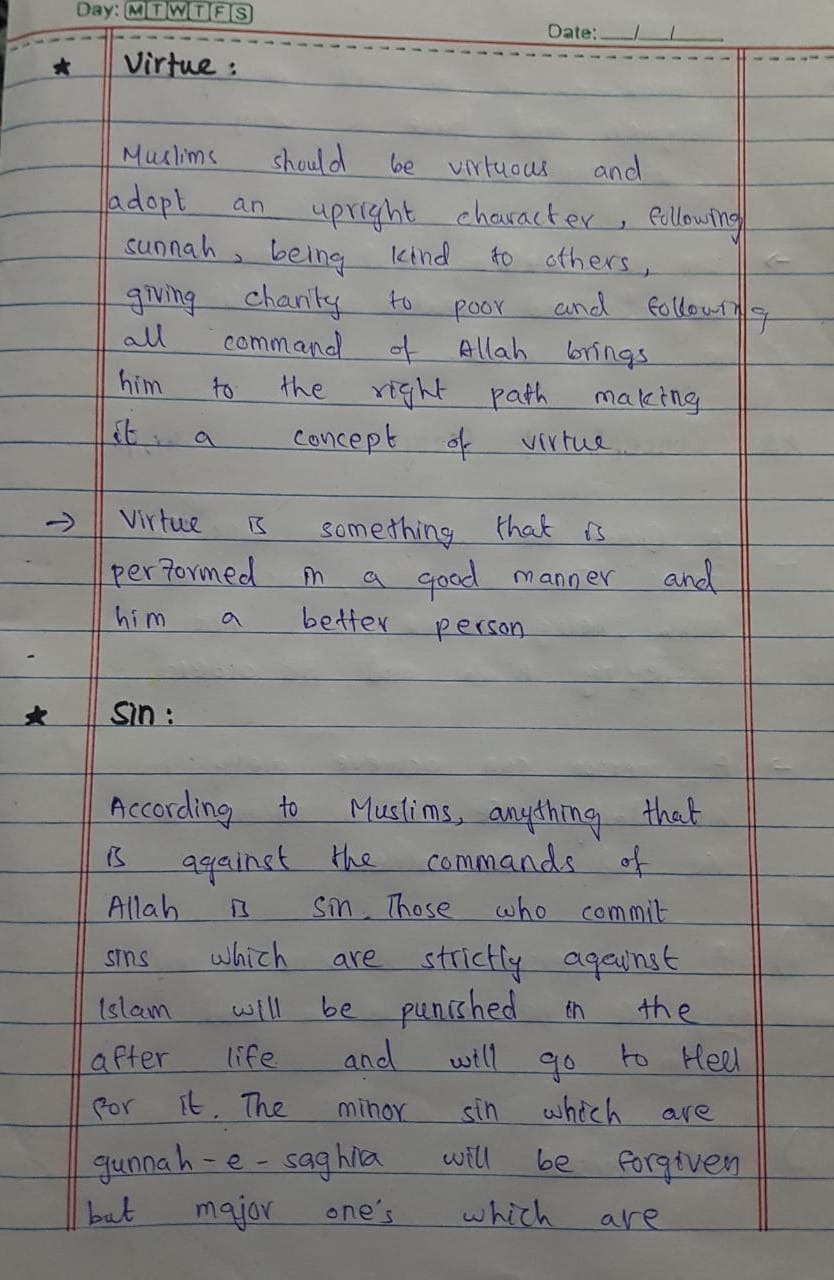 Day: M T W T F S
Date: __/__/__
★ Virtue :
Muslims should be virtuous and
adopt an upright character, following
sunnah, being kind to others,
giving charity to poor and following
all command of Allah brings
him to the right path making
it a concept of virtue
→ Virtue is something that is
performed in a good manner and
him a better person
★ Sin :
According to Muslims, anything that
is against the commands of
Allah is sin. Those who commit
sins which are strictly against
Islam will be punished in the
after life and will go to Hell
for it. The minor sin which are
gunnah-e-saghira will be forgiven
but major one's which are